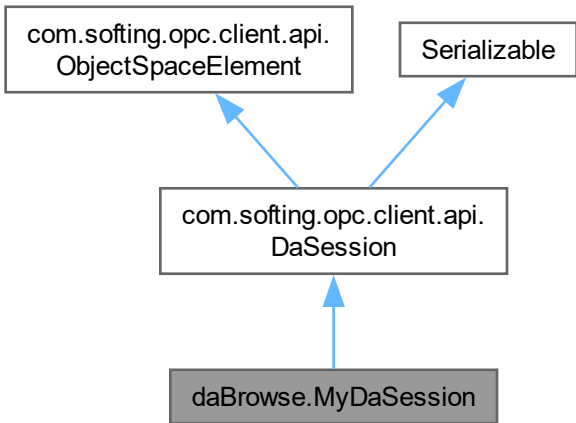 com.softing.opc.client.api.
ObjectSpaceElement
Serializable
com.softing.opc.client.api.
DaSession
daBrowse.MyDaSession